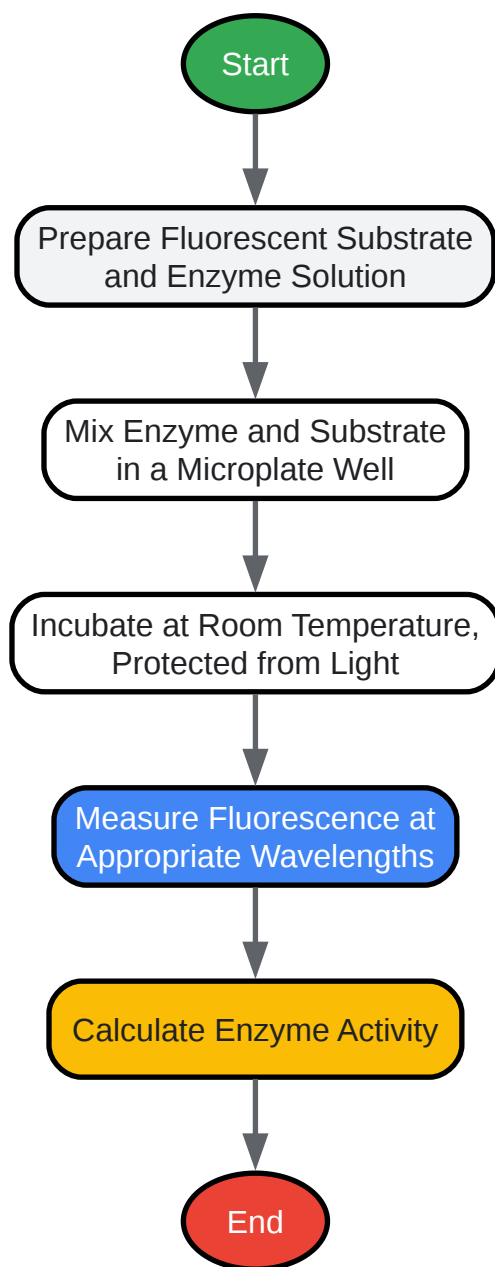 Start
Prepare Fluorescent Substrate
and Enzyme Solution
Mix Enzyme and Substrate
in a Microplate Well
Incubate at Room Temperature,
Protected from Light
Measure Fluorescence at
Appropriate Wavelengths
Calculate Enzyme Activity
End